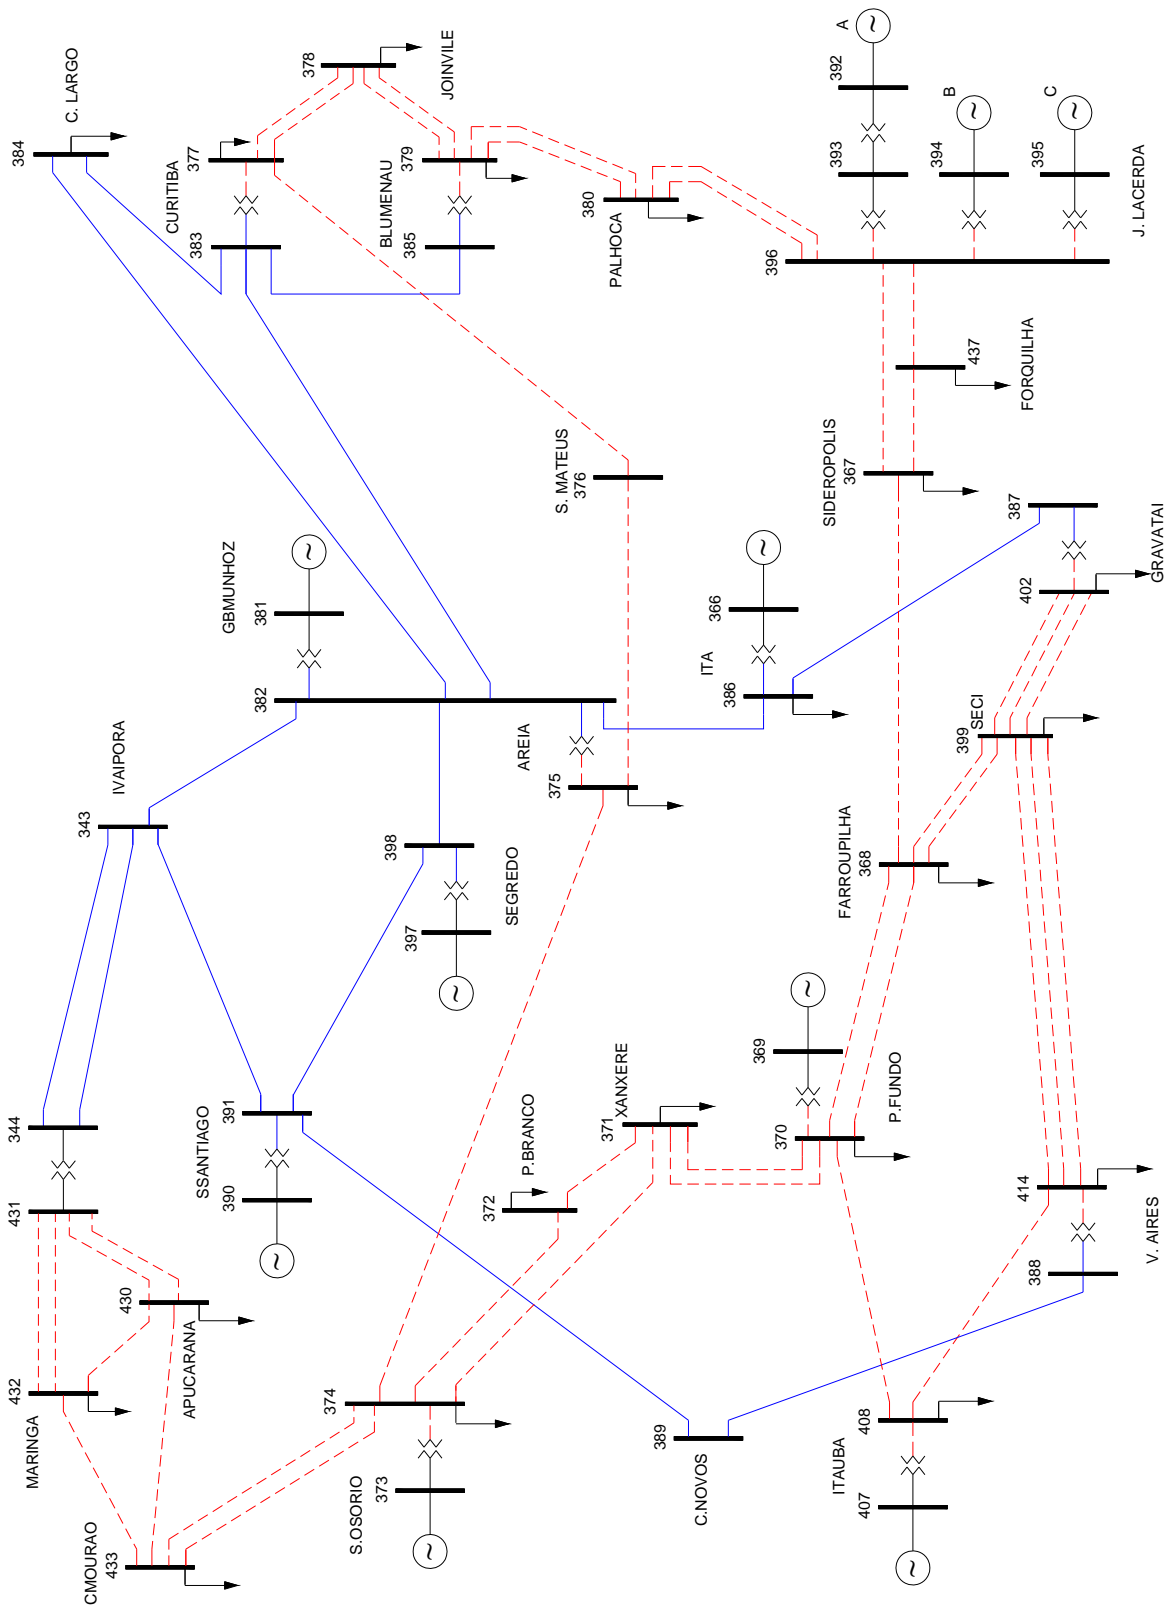 MARINGA
432
431
344
384
C. LARGO
CMOURAO
433
430
APUCARANA
343
IVAIPORA
SSANTIAGO
390
391
CURITIBA
383
377
378
JOINVILE
GBMUNHOZ
381
382
S.OSORIO
373
374
398
397
SEGREDO
BLUMENAU
385
379
P.BRANCO
372
375
AREIA
S. MATEUS
376
PALHOCA
380
371
XANXERE
C.NOVOS
389
ITA
386
366
369
370
P.FUNDO
396
393
392
A
ITAUBA
407
408
FARROUPILHA
368
SIDEROPOLIS
367
394
B
437
FORQUILHA
399
SECI
395
C
414
388
V. AIRES
402
387
GRAVATAI
J. LACERDA